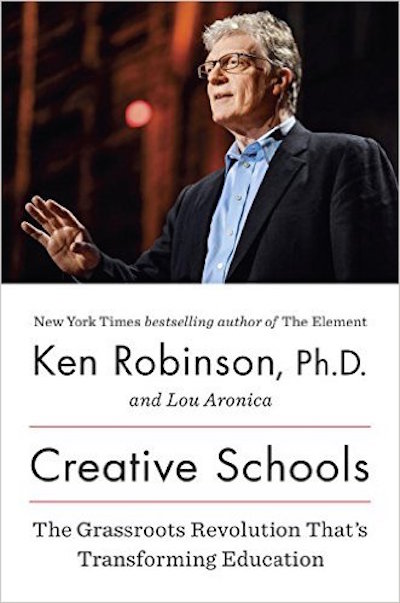 New York Times bestselling author of The Element
Ken Robinson, Ph.D.
and Lou Aronica
Creative Schools
The Grassroots Revolution That's
Transforming Education